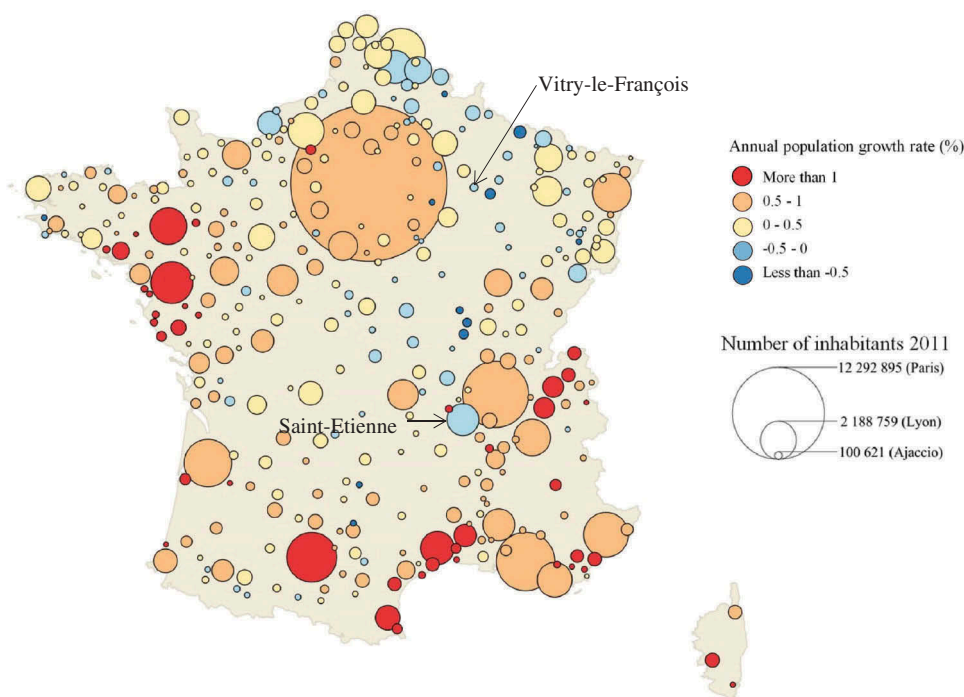 Vitry-le-François
Annual population growth rate (%)
More than 1
0.5 - 1
0 - 0.5
-0.5 - 0
Less than -0.5
Number of inhabitants 2011
12 292 895 (Paris)
2 188 759 (Lyon)
100 621 (Ajaccio)
Saint-Etienne